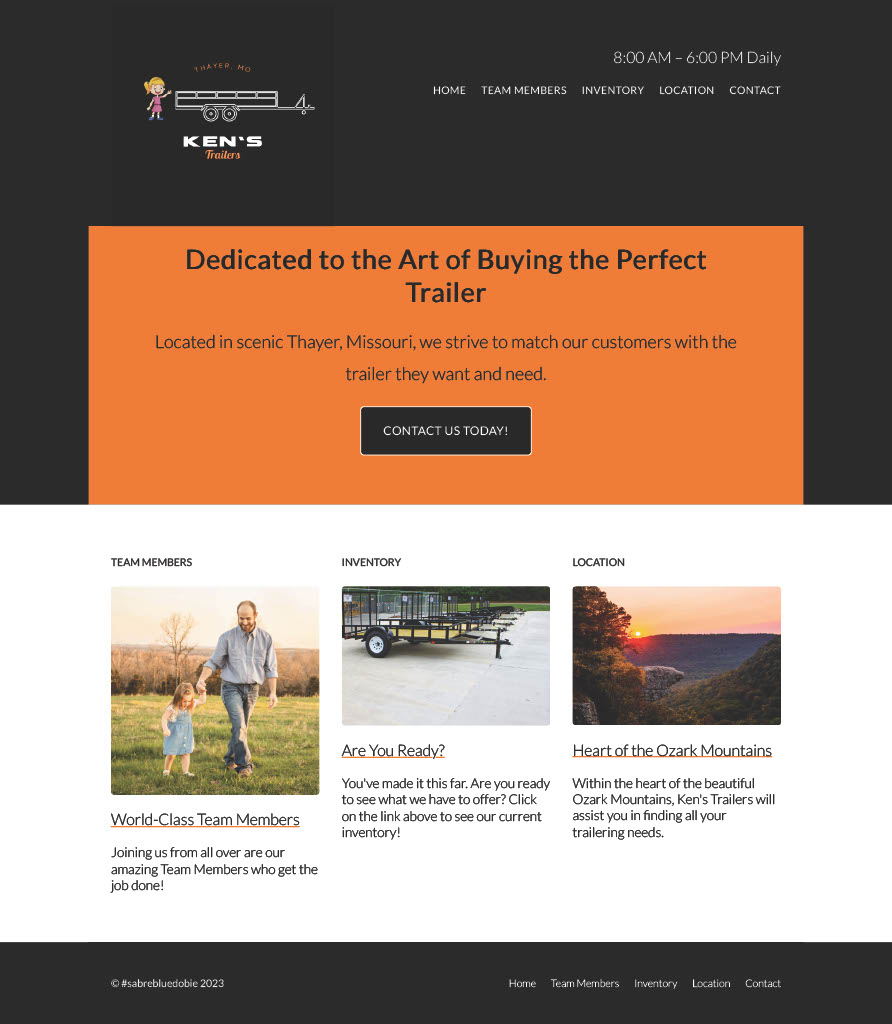 THAYER, MO
KEN'S
Trailers
8:00 AM – 6:00 PM Daily
HOME TEAM MEMBERS INVENTORY LOCATION CONTACT
Dedicated to the Art of Buying the Perfect
Trailer
Located in scenic Thayer, Missouri, we strive to match our customers with the
trailer they want and need.
CONTACT US TODAY!
TEAM MEMBERS
World-Class Team Members
Joining us from all over are our
amazing Team Members who get the
job done!
INVENTORY
Are You Ready?
You've made it this far. Are you ready
to see what we have to offer? Click
on the link above to see our current
inventory!
LOCATION
Heart of the Ozark Mountains
Within the heart of the beautiful
Ozark Mountains, Ken's Trailers will
assist you in finding all your
trailering needs.
© #sabrebluedobie 2023
Home Team Members Inventory Location Contact